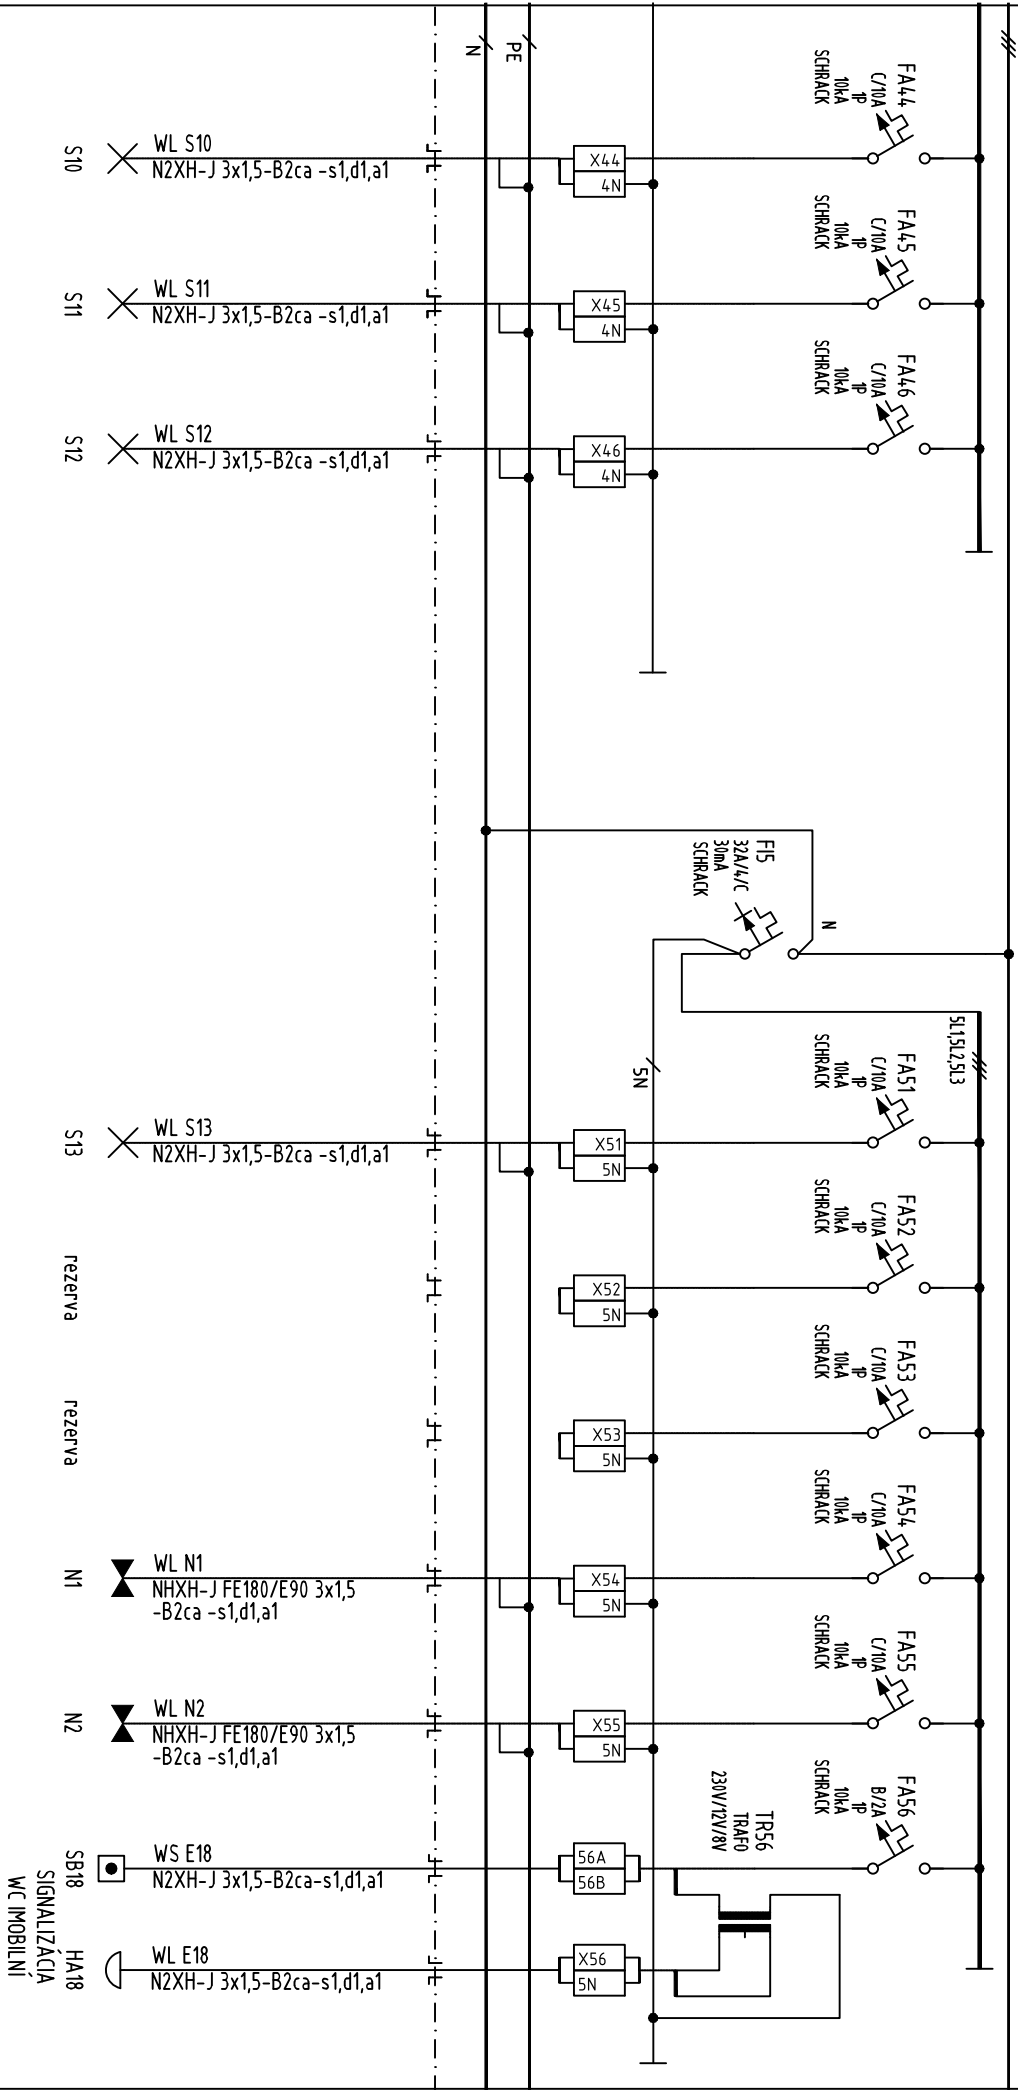 N
PE
FA44
C/10A
1P
10kA
SCHRACK
WL S10
N2XH-J 3x1,5-B2ca -s1,d1,a1
S10
X44
4N
FA45
C/10A
1P
10kA
SCHRACK
WL S11
N2XH-J 3x1,5-B2ca -s1,d1,a1
S11
X45
4N
FA46
C/10A
1P
10kA
SCHRACK
WL S12
N2XH-J 3x1,5-B2ca -s1,d1,a1
S12
X46
4N
FI5
32A/4/C
30mA
SCHRACK
N
5L1,5L2,5L3
5N
FA51
C/10A
1P
10kA
SCHRACK
WL S13
N2XH-J 3x1,5-B2ca -s1,d1,a1
S13
X51
5N
FA52
C/10A
1P
10kA
SCHRACK
rezerva
X52
5N
FA53
C/10A
1P
10kA
SCHRACK
rezerva
X53
5N
FA54
C/10A
1P
10kA
SCHRACK
WL N1
NHXH-J FE180/E90 3x1,5
-B2ca -s1,d1,a1
N1
X54
5N
FA55
C/10A
1P
10kA
SCHRACK
WL N2
NHXH-J FE180/E90 3x1,5
-B2ca -s1,d1,a1
N2
X55
5N
FA56
B/2A
1P
10kA
SCHRACK
TR56
TRAFO
230V/12V/8V
WS E18
N2XH-J 3x1,5-B2ca-s1,d1,a1
SB18
56A
56B
WL E18
N2XH-J 3x1,5-B2ca-s1,d1,a1
HA18
X56
5N
SIGNALIZÁCIA
WC IMOBILNÍ